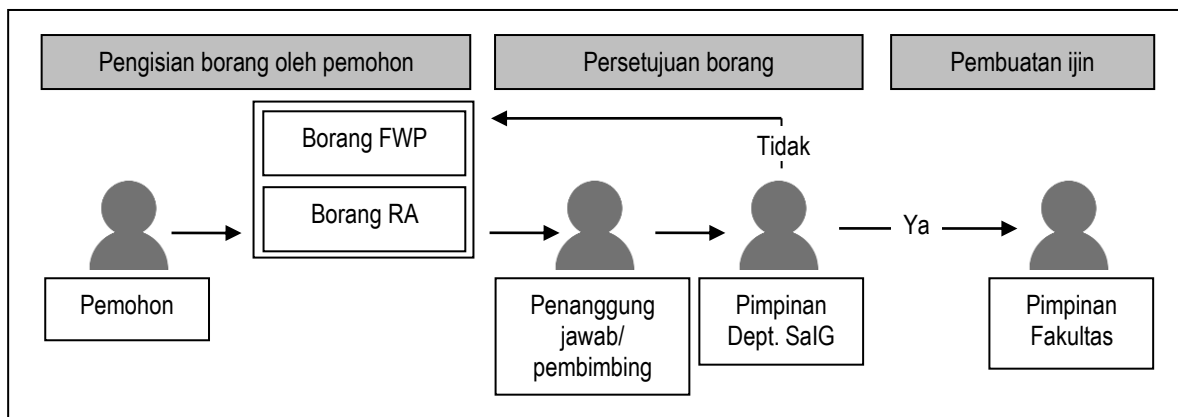 Pengisian borang oleh pemohon
Persetujuan borang
Pembuatan ijin
Borang FWP
Borang RA
Tidak
Ya
Pemohon
Penanggung
jawab/
pembimbing
Pimpinan
Dept. SaIG
Pimpinan
Fakultas